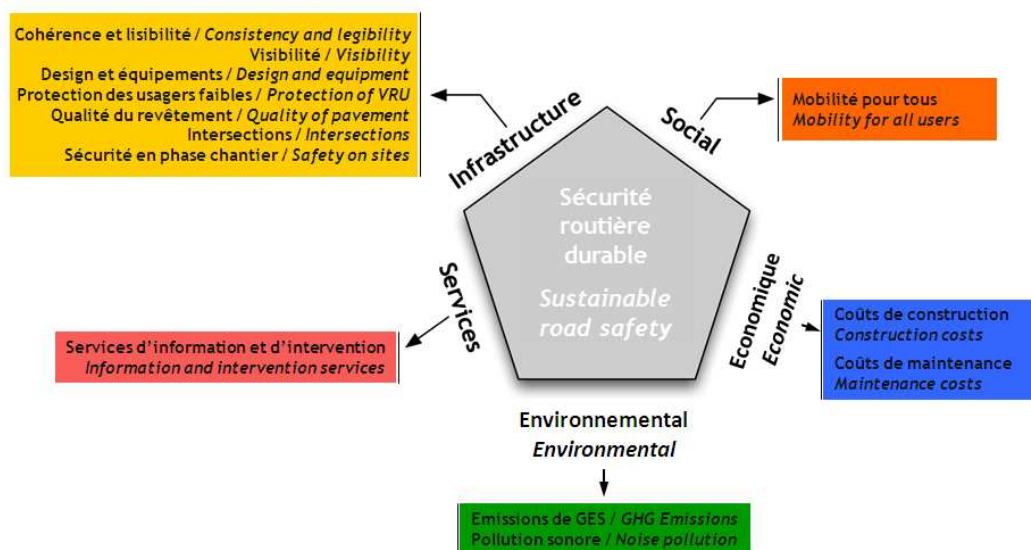 Cohérence et lisibilité / Consistency and legibility
Visibilité / Visibility
Design et équipements / Design and equipment
Protection des usagers faibles / Protection of VRU
Qualité du revêtement / Quality of pavement
Intersections / Intersections
Sécurité en phase chantier / Safety on sites
Infrastructure
Social
Mobilité pour tous
Mobility for all users
Sécurité
routière
durable
Sustainable
road safety
Services
Services d’information et d’intervention
Information and intervention services
Economique
Economic
Coûts de construction
Construction costs
Coûts de maintenance
Maintenance costs
Environnemental
Environmental
Emissions de GES / GHG Emissions
Pollution sonore / Noise pollution